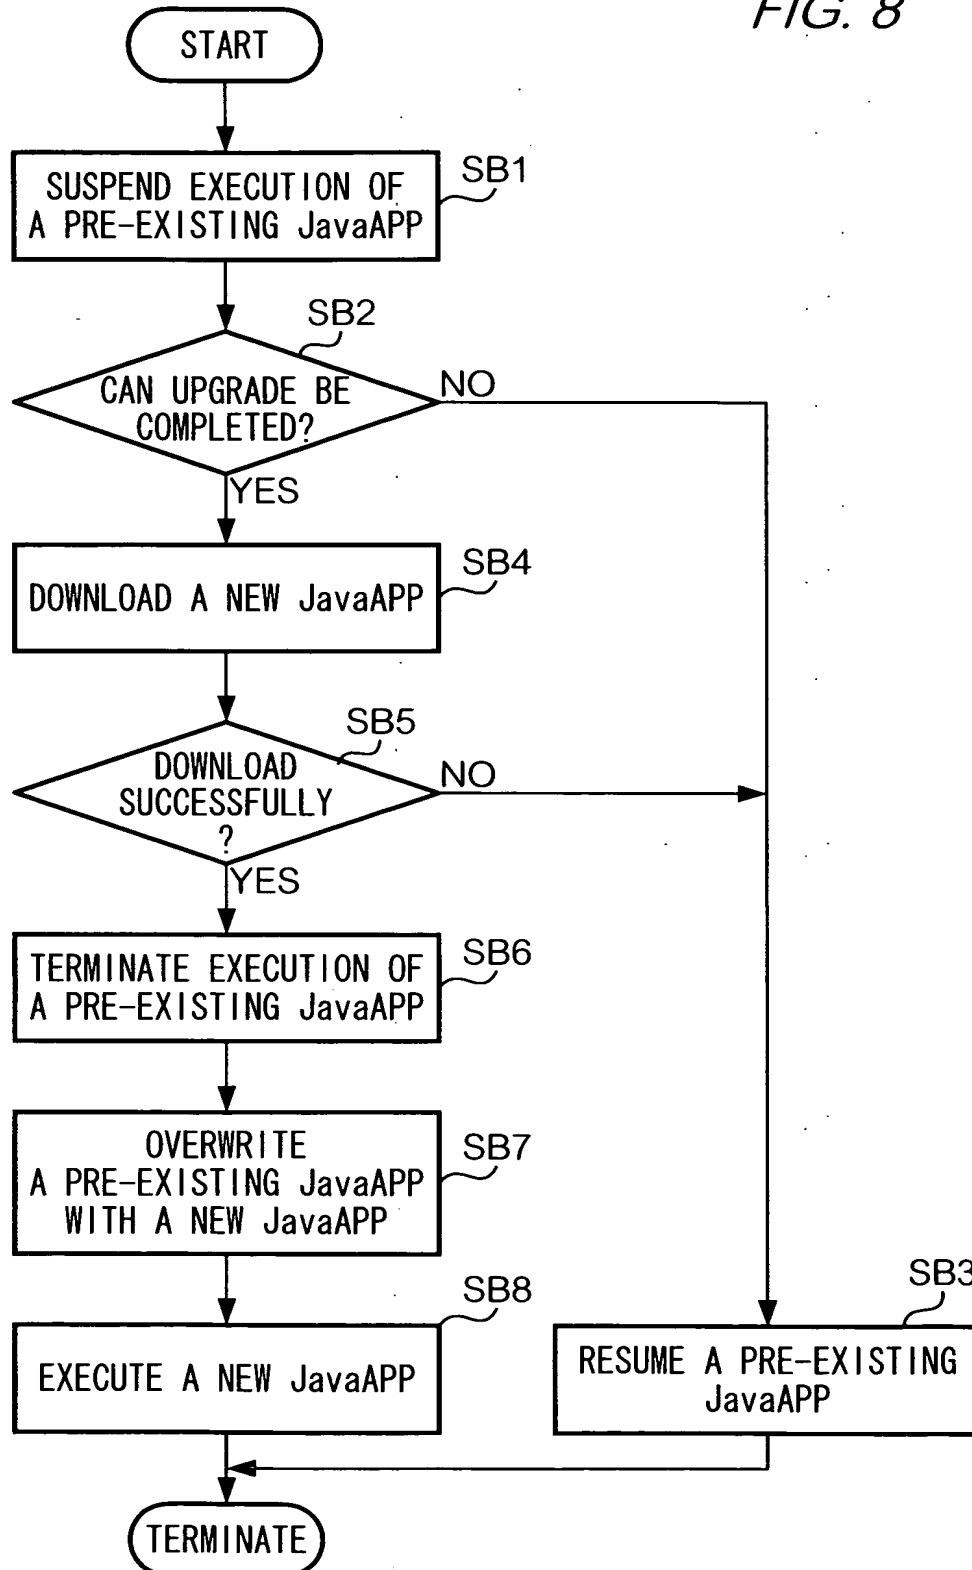 FIG. 8
START
SB1
SUSPEND EXECUTION OF
A PRE-EXISTING JavaAPP
SB2
CAN UPGRADE BE
COMPLETED?
NO
YES
SB4
DOWNLOAD A NEW JavaAPP
SB5
DOWNLOAD
SUCCESSFULLY
?
NO
YES
SB6
TERMINATE EXECUTION OF
A PRE-EXISTING JavaAPP
SB7
OVERWRITE
A PRE-EXISTING JavaAPP
WITH A NEW JavaAPP
SB8
EXECUTE A NEW JavaAPP
SB3
RESUME A PRE-EXISTING
JavaAPP
TERMINATE